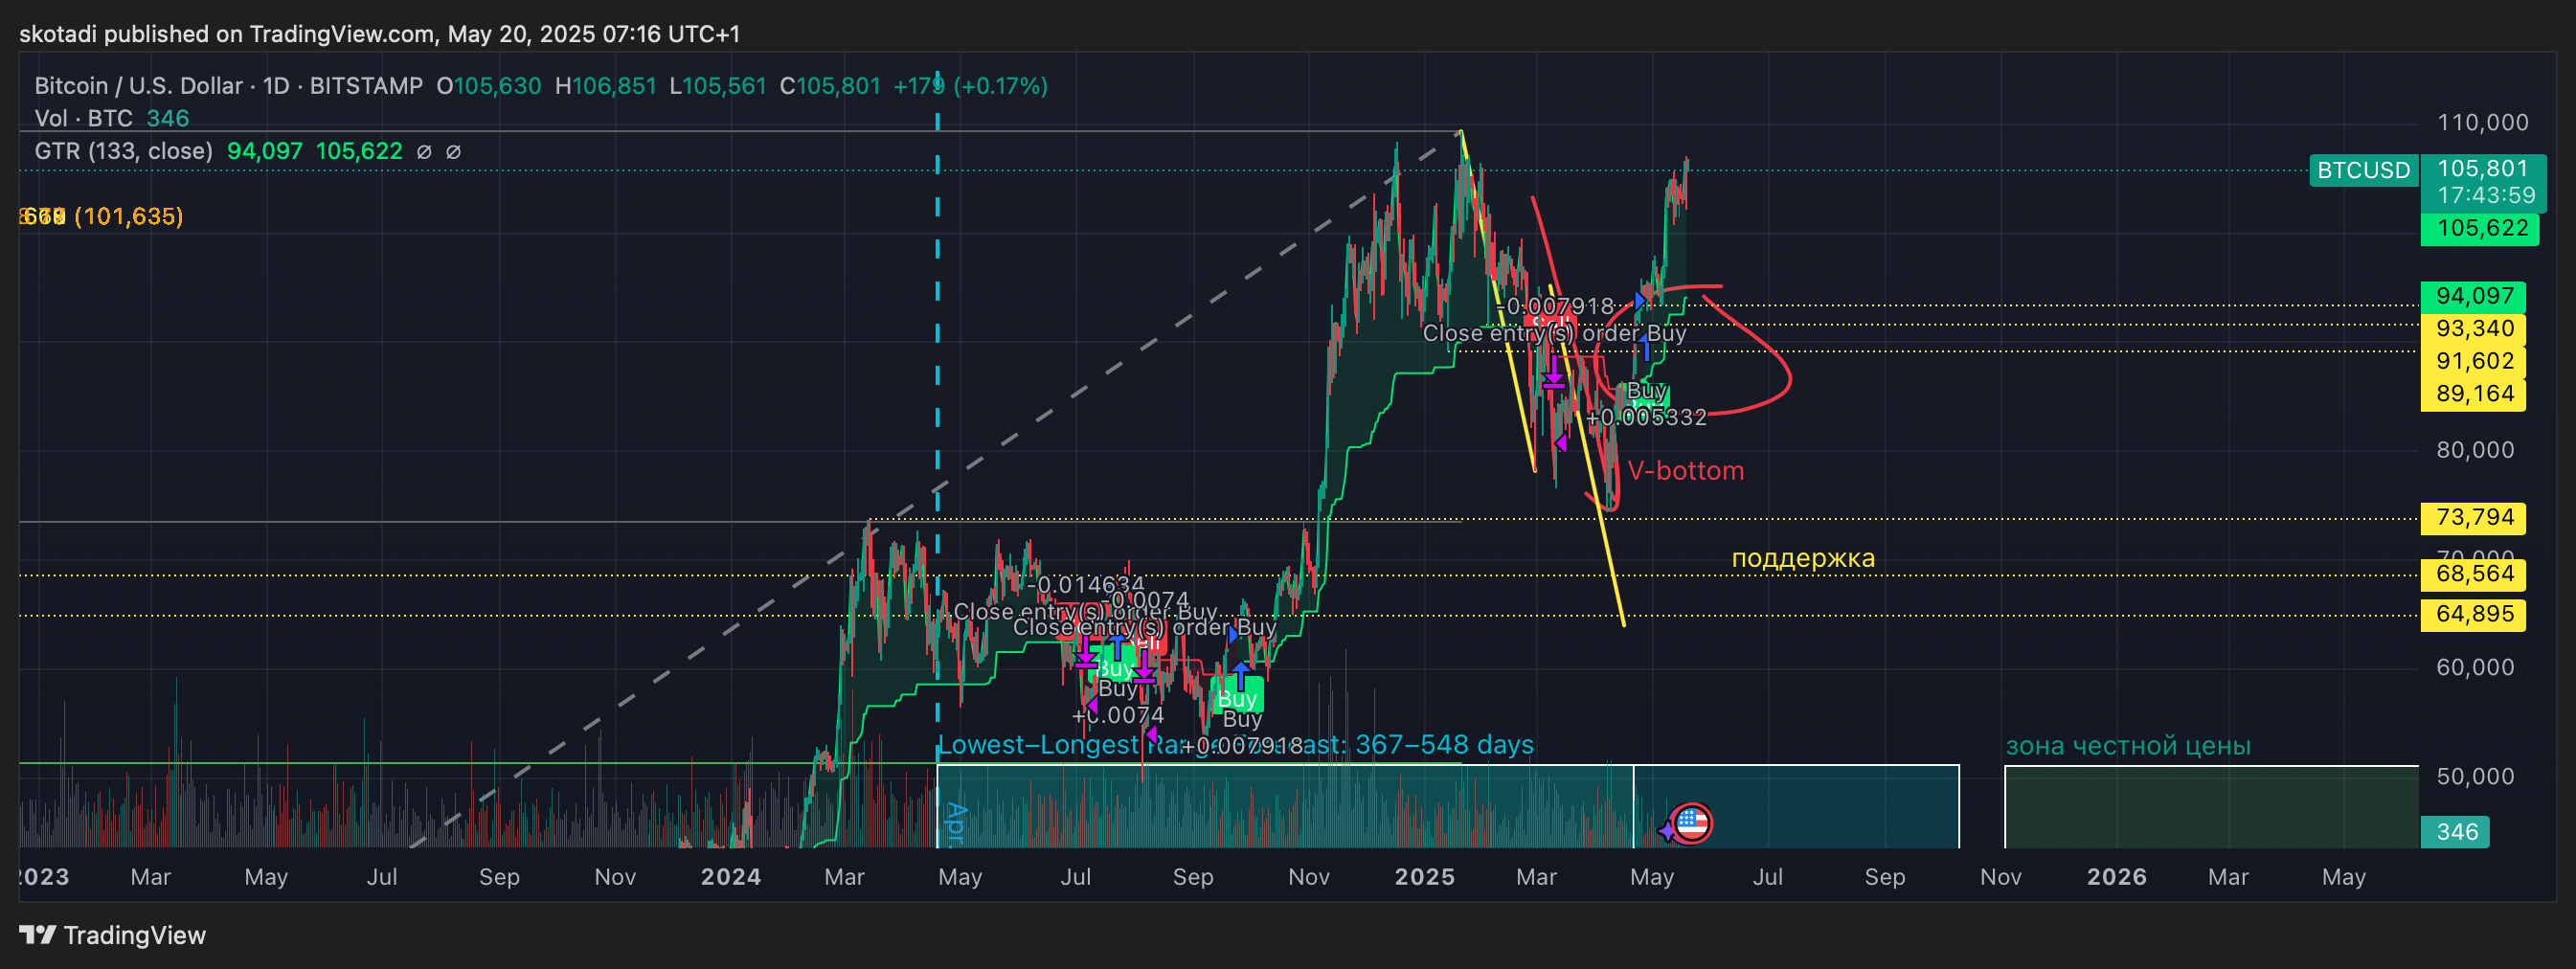 skotadi published on TradingView.com, May 20, 2025 07:16 UTC+1
Bitcoin / U.S. Dollar · 1D · BITSTAMP O105,630 H106,851 L105,561 C105,801 +179 (+0.17%)
Vol · BTC 346
GTR (133, close) 94,097 105,622 ∅ ∅
(101,635)
110,000
BTCUSD 105,801
17:43:59
105,622
94,097
93,340
91,602
89,164
80,000
73,794
70,000
68,564
64,895
60,000
50,000
346
-0.007918
Close entry(s) order Buy
Buy
+0.005332
V-bottom
поддержка
-0.014634
-0.0074
Close entry(s) order Buy
Close entry(s) order Buy
Buy
Buy
+0.0074
Buy
Buy
+0.007918
Lowest–Longest Range Forecast: 367–548 days
зона честной цены
Apr
2023 Mar May Jul Sep Nov 2024 Mar May Jul Sep Nov 2025 Mar May Jul Sep Nov 2026 Mar May
TradingView